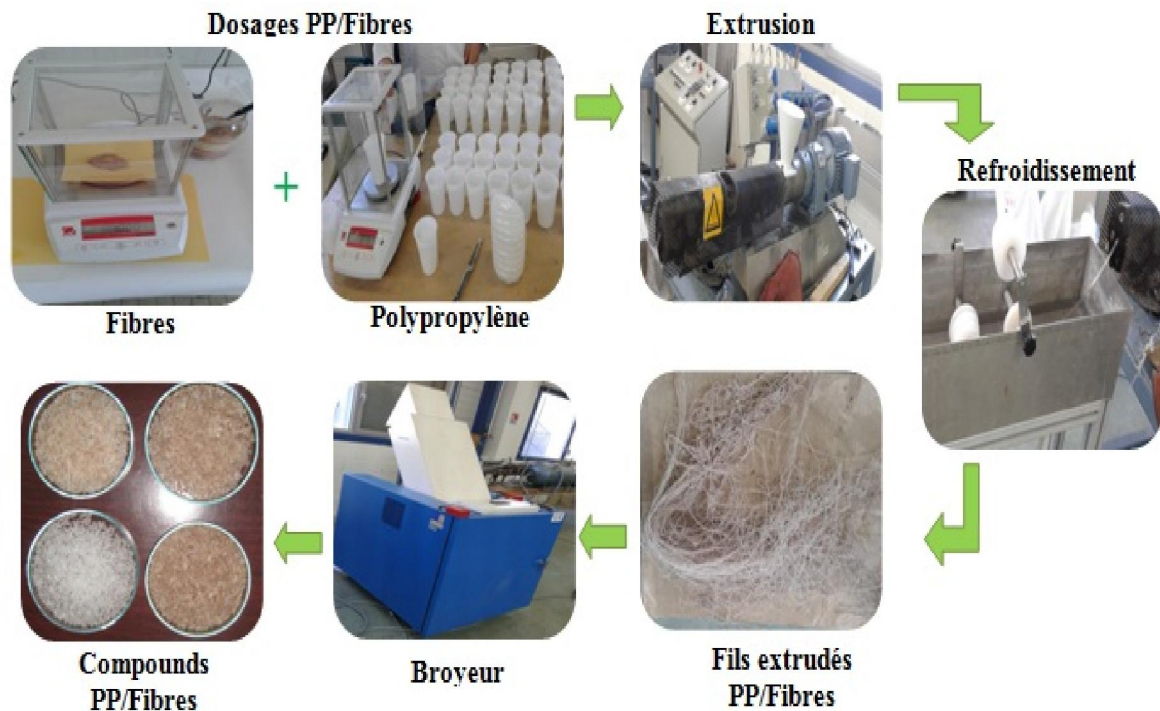 Dosages PP/Fibres
Extrusion
+
Refroidissement
Fibres
Polypropylène
Compounds
PP/Fibres
Broyeur
Fils extrudés
PP/Fibres